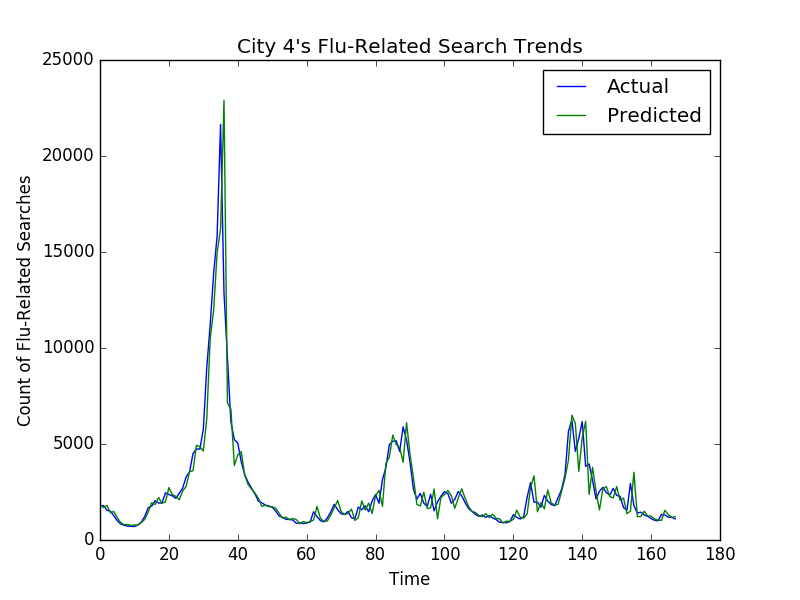 City 4's Flu-Related Search Trends
Actual
Predicted
25000
20000
15000
10000
5000
0
Count of Flu-Related Searches
0 20 40 60 80 100 120 140 160 180
Time